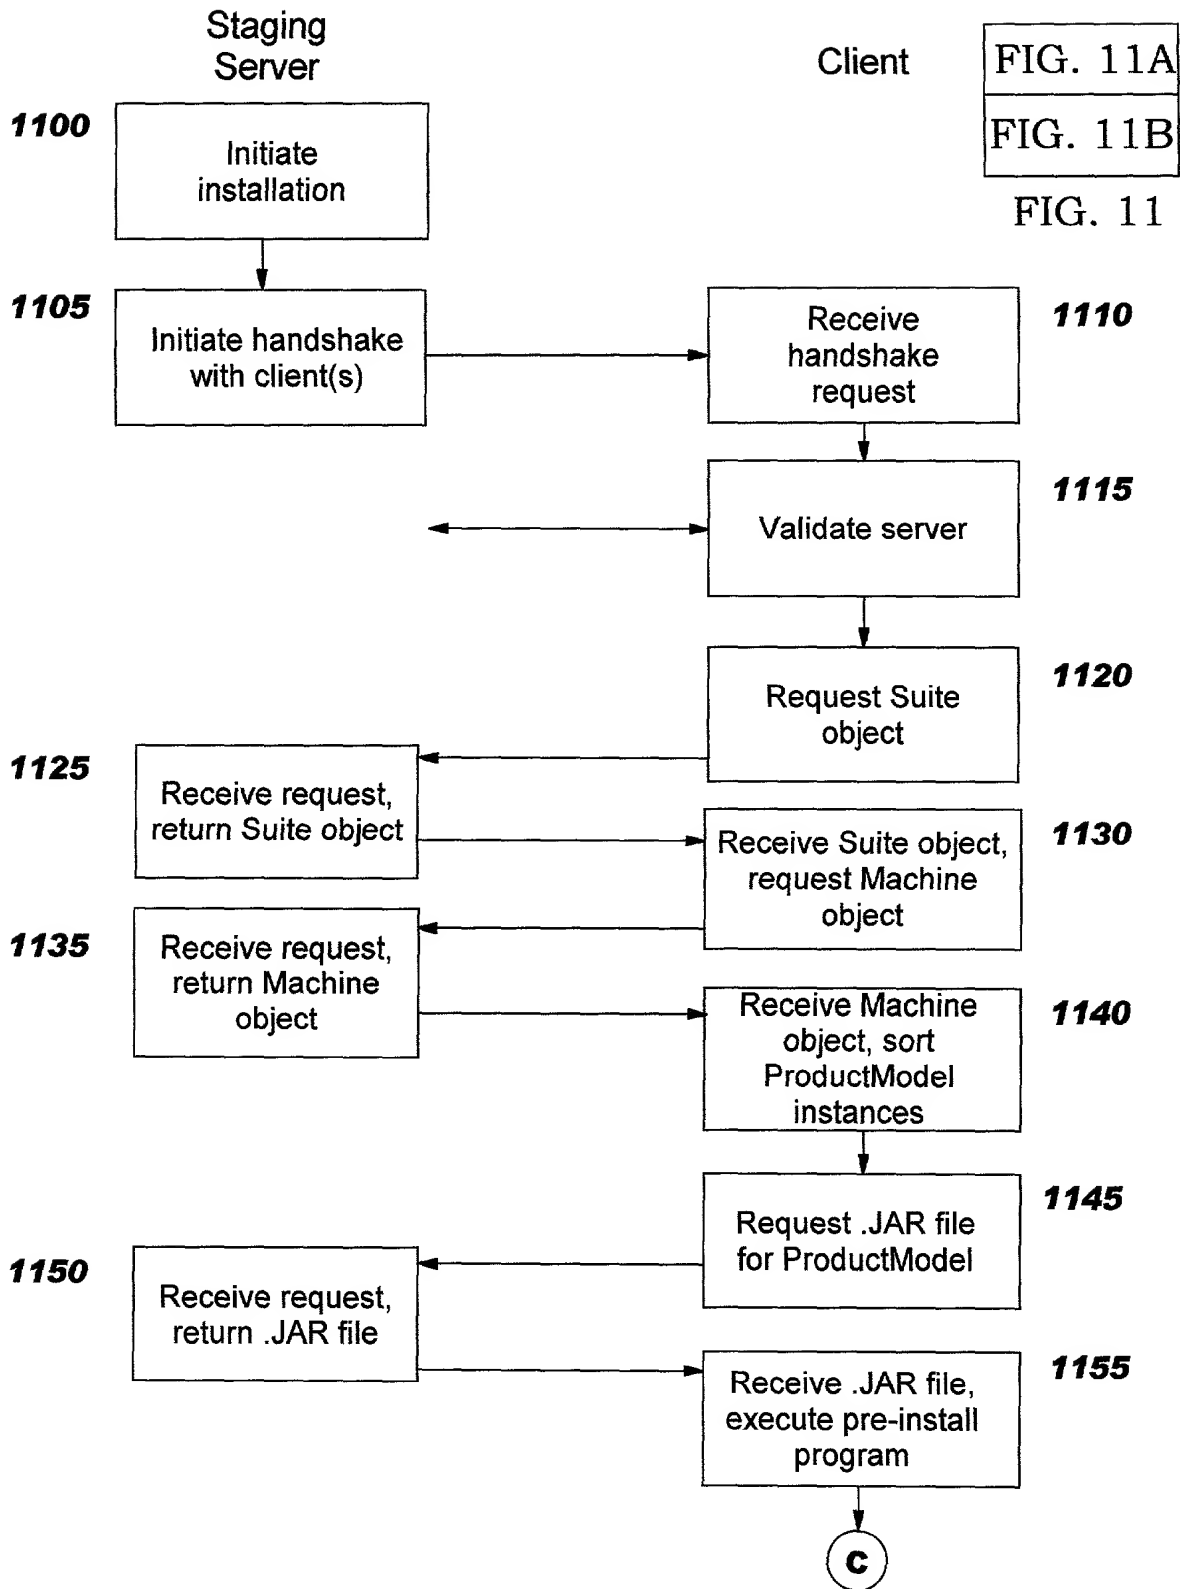 Staging
Server
Client
FIG. 11A
FIG. 11B
FIG. 11
1100
Initiate
installation
1105
Initiate handshake
with client(s)
Receive
handshake
request
1110
Validate server
1115
Request Suite
object
1120
1125
Receive request,
return Suite object
Receive Suite object,
request Machine
object
1130
1135
Receive request,
return Machine
object
Receive Machine
object, sort
ProductModel
instances
1140
Request .JAR file
for ProductModel
1145
1150
Receive request,
return .JAR file
Receive .JAR file,
execute pre-install
program
1155
C